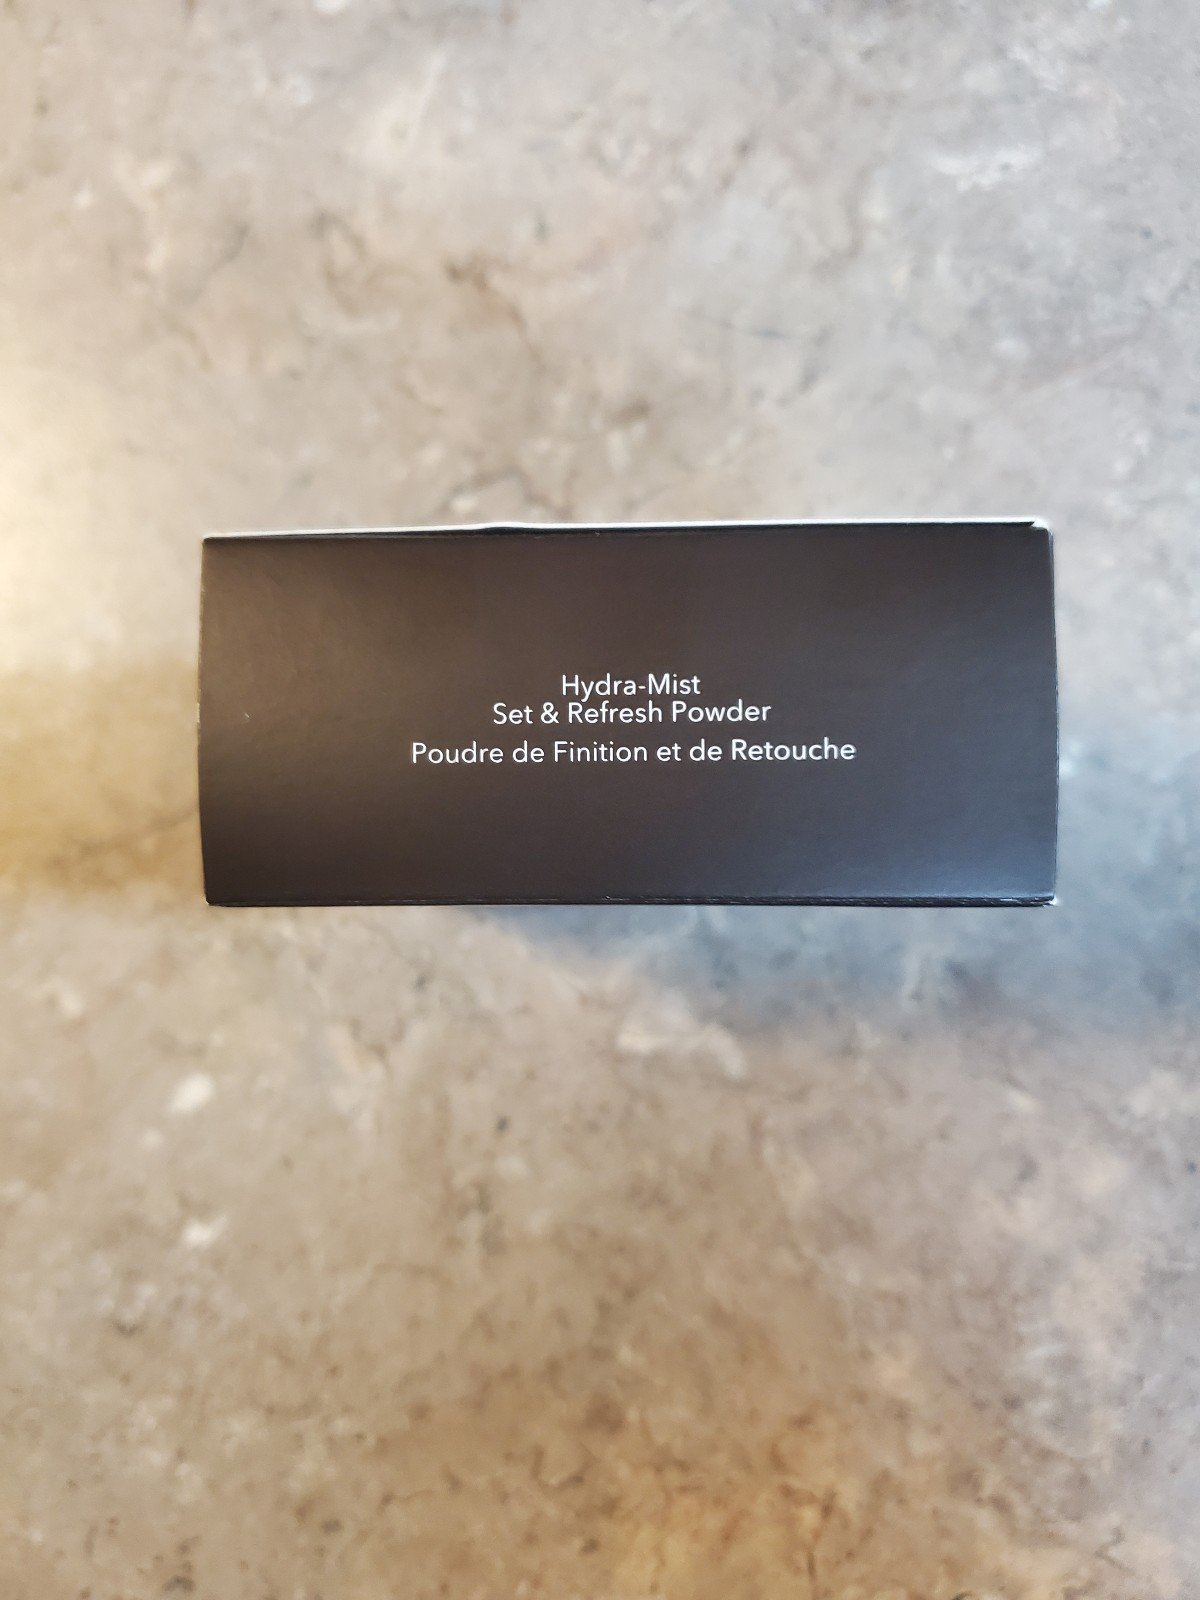 Hydra-Mist
Set & Refresh Powder
Poudre de Finition et de Retouche